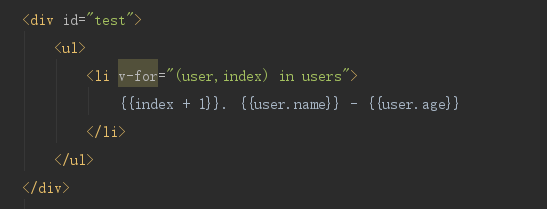 <div id="test">
<ul>
<li v-for="(user,index) in users">
{{index + 1}}. {{user.name}} - {{user.age}}
</li>
</ul>
</div>